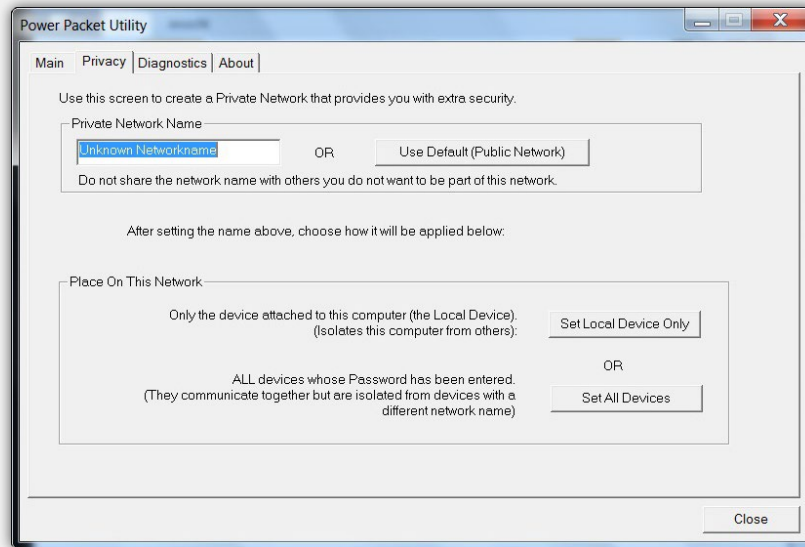 Power Packet Utility
Main Privacy Diagnostics About
Use this screen to create a Private Network that provides you with extra security.
Private Network Name
Unknown Networkname OR Use Default (Public Network)
Do not share the network name with others you do not want to be part of this network.
After setting the name above, choose how it will be applied below:
Place On This Network
Only the device attached to this computer (the Local Device).
(Isolates this computer from others): Set Local Device Only
OR
ALL devices whose Password has been entered.
(They communicate together but are isolated from devices with a Set All Devices
different network name)
Close